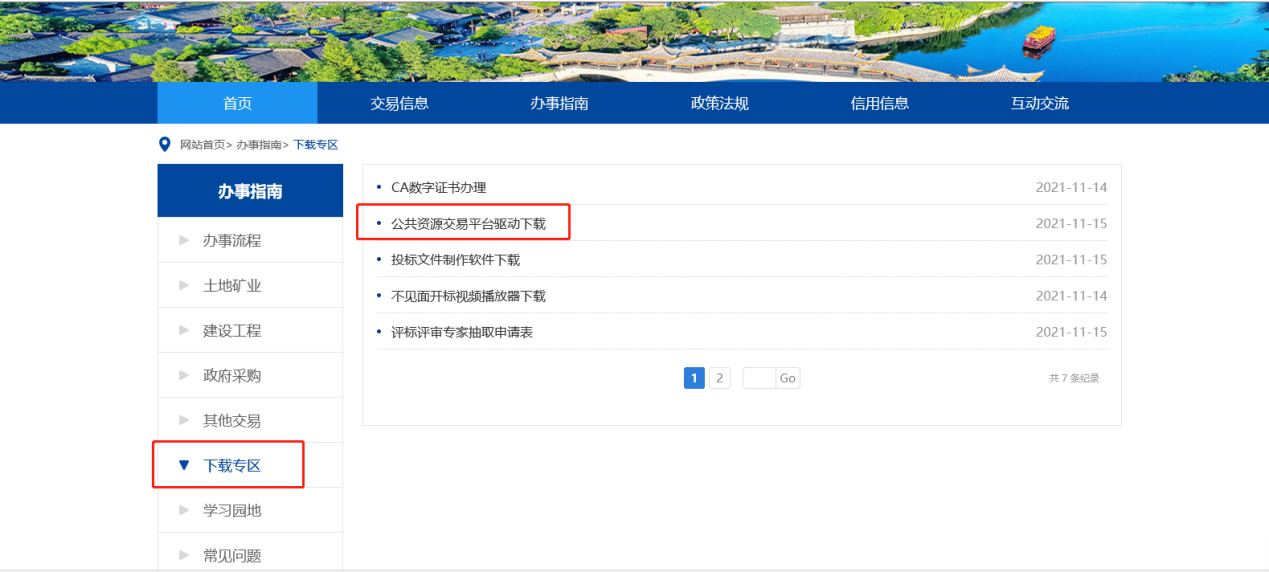 首页 交易信息 办事指南 政策法规 信用信息 互动交流
网站首页> 办事指南> 下载专区
办事指南
办事流程
土地矿业
建设工程
政府采购
其他交易
下载专区
学习园地
常见问题
CA数字证书办理 2021-11-14
公共资源交易平台驱动下载 2021-11-15
投标文件制作软件下载 2021-11-15
不见面开标视频播放器下载 2021-11-14
评标评审专家抽取申请表 2021-11-15
1 2 Go 共 7 条纪录